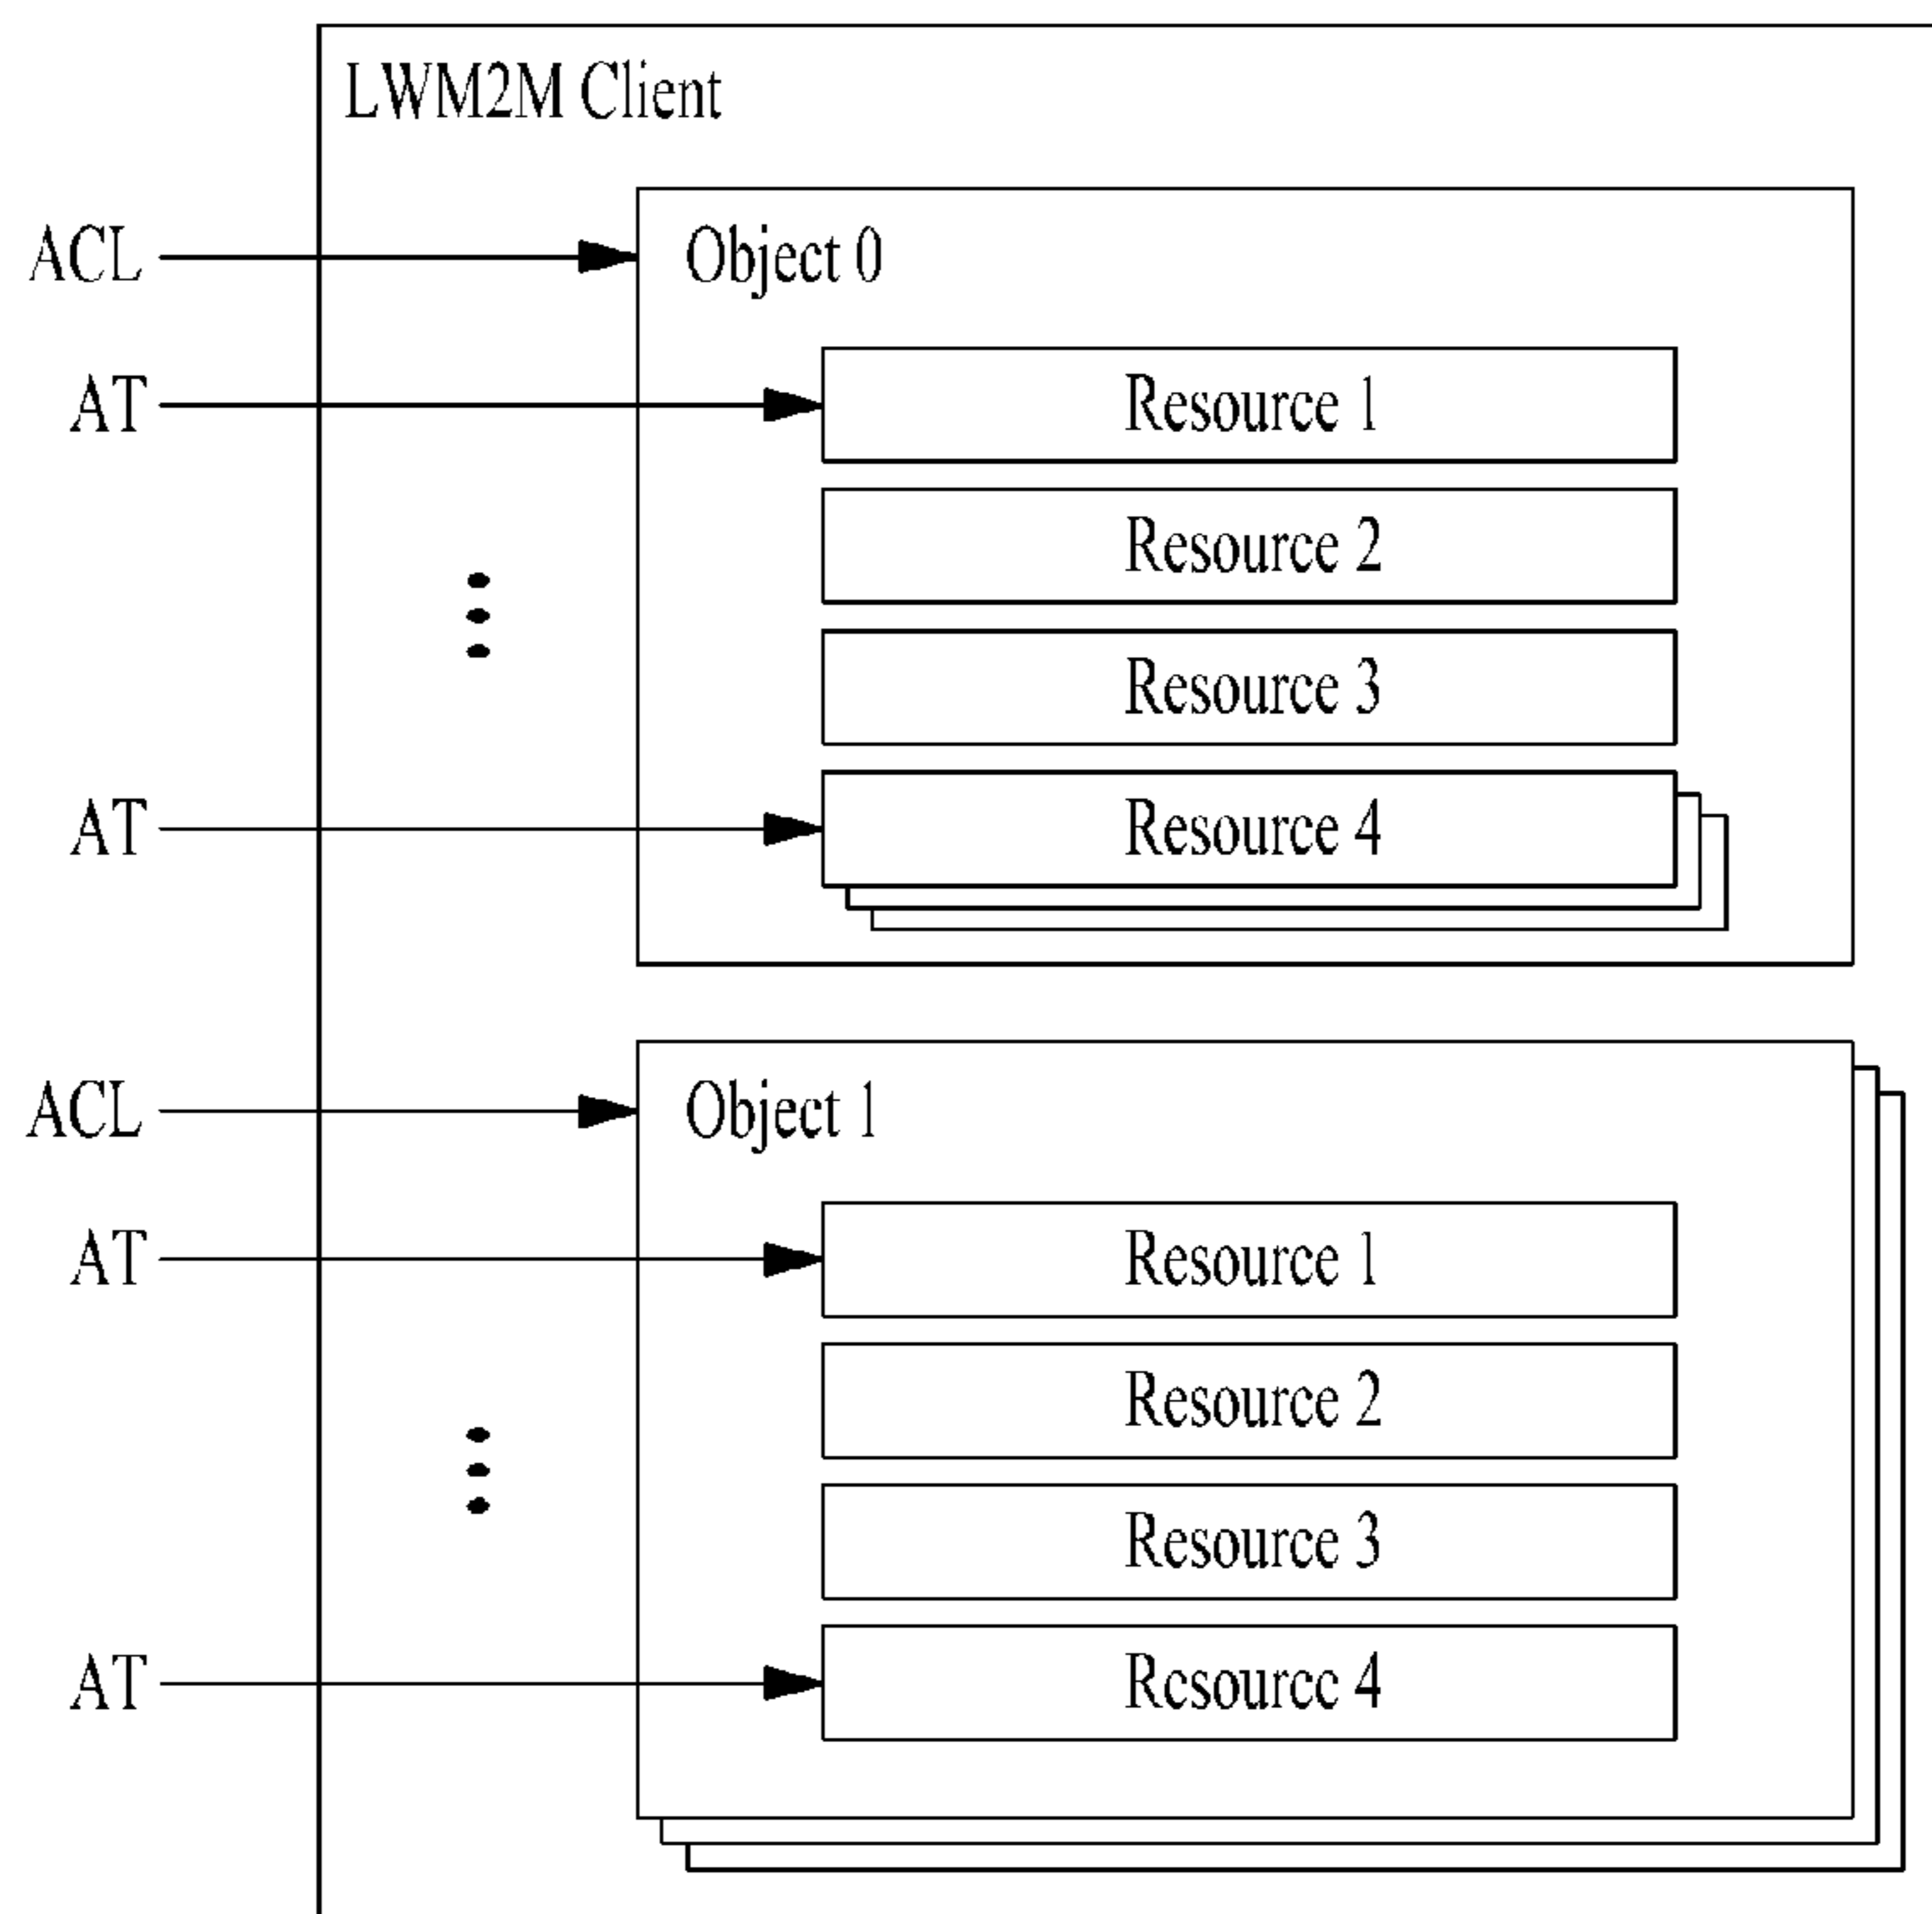 LWM2M Client
ACL
Object 0
AT
Resource 1
Resource 2
Resource 3
AT
Resource 4
ACL
Object 1
AT
Resource 1
Resource 2
Resource 3
AT
Resource 4